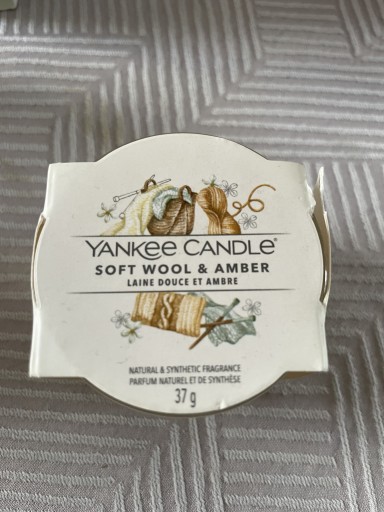 YANKEE CANDLE®
SOFT WOOL & AMBER
LAINE DOUCE ET AMBRE
NATURAL & SYNTHETIC FRAGRANCE
PARFUM NATUREL ET DE SYNTHÈSE
37 g